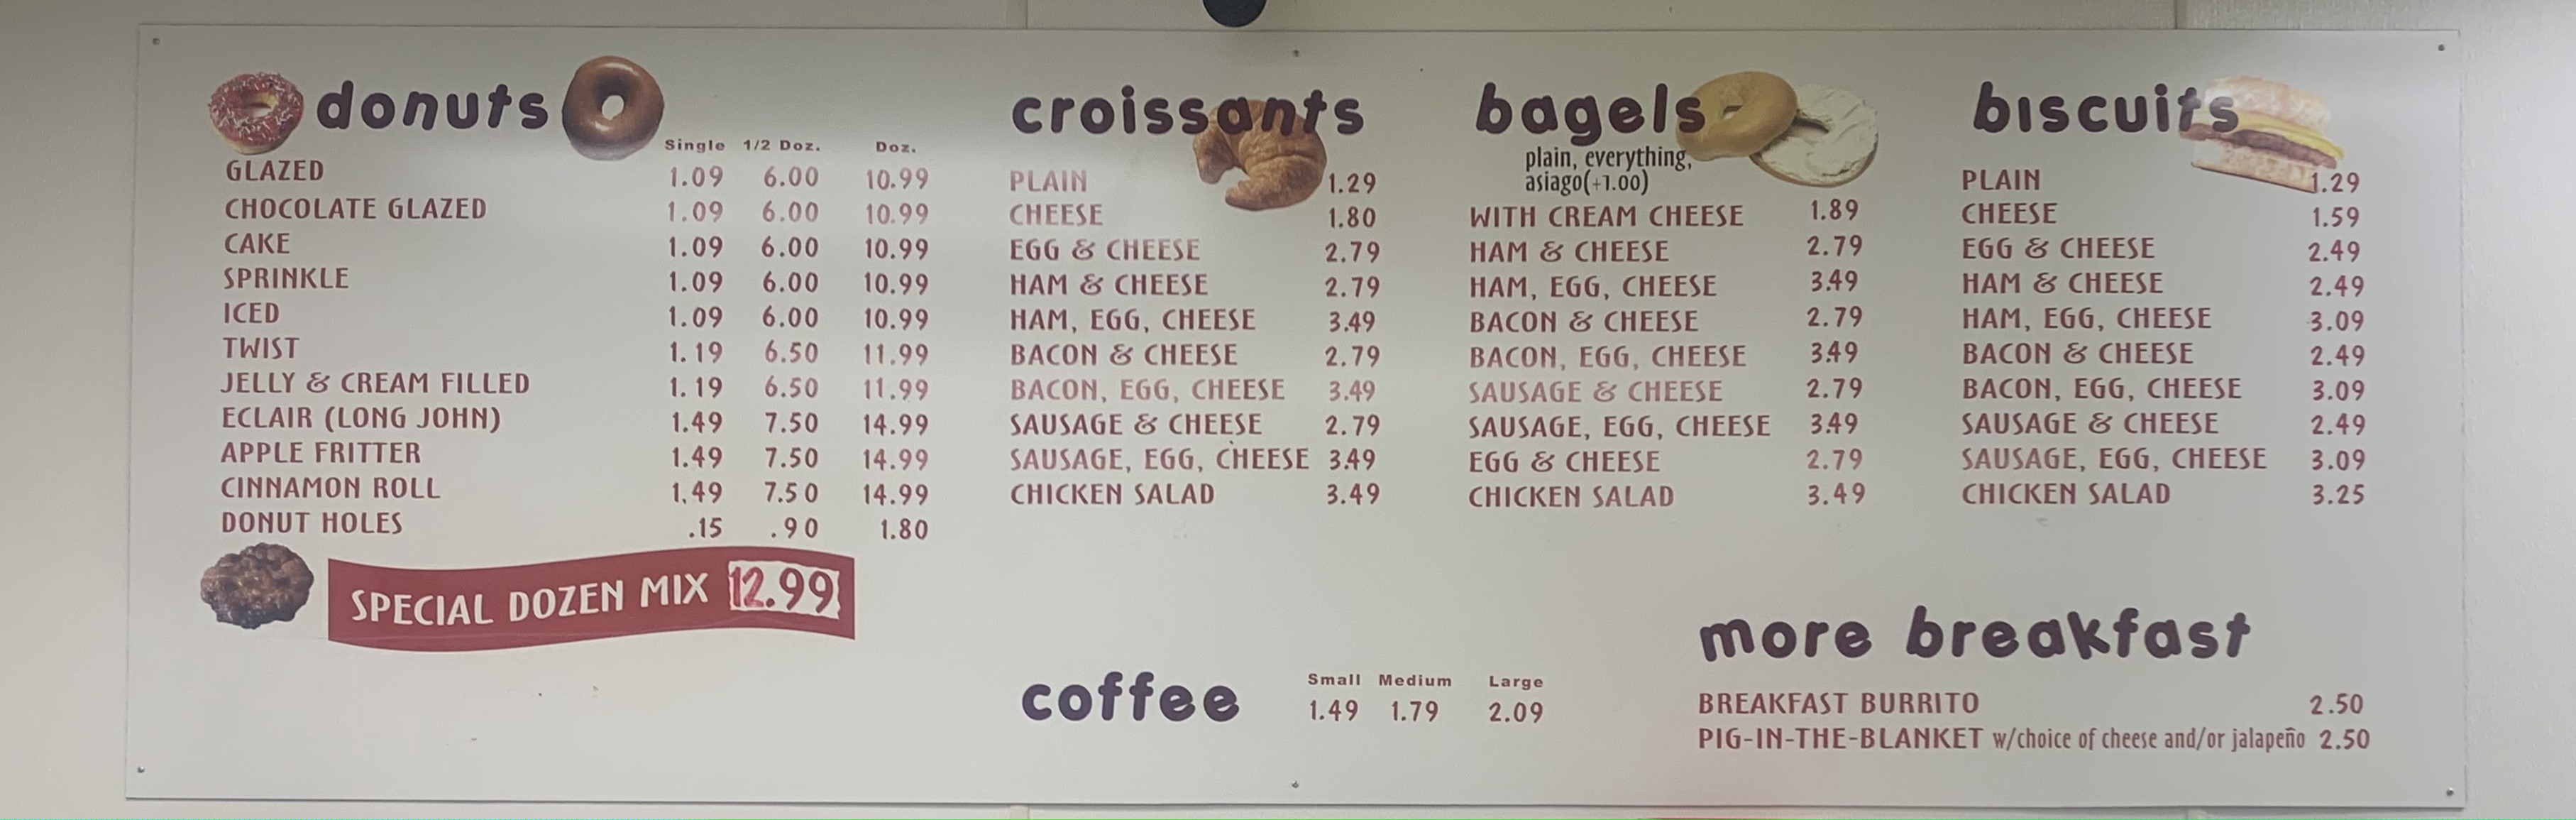 donuts
Single 1/2 Doz. Doz.
GLAZED 1.09 6.00 10.99
CHOCOLATE GLAZED 1.09 6.00 10.99
CAKE 1.09 6.00 10.99
SPRINKLE 1.09 6.00 10.99
ICED 1.09 6.00 10.99
TWIST 1.19 6.50 11.99
JELLY & CREAM FILLED 1.19 6.50 11.99
ECLAIR (LONG JOHN) 1.49 7.50 14.99
APPLE FRITTER 1.49 7.50 14.99
CINNAMON ROLL 1.49 7.50 14.99
DONUT HOLES .15 .90 1.80
SPECIAL DOZEN MIX 12.99
croissants
PLAIN 1.29
CHEESE 1.80
EGG & CHEESE 2.79
HAM & CHEESE 2.79
HAM, EGG, CHEESE 3.49
BACON & CHEESE 2.79
BACON, EGG, CHEESE 3.49
SAUSAGE & CHEESE 2.79
SAUSAGE, EGG, CHEESE 3.49
CHICKEN SALAD 3.49
bagels
plain, everything,
asiago(+1.00)
WITH CREAM CHEESE 1.89
HAM & CHEESE 2.79
HAM, EGG, CHEESE 3.49
BACON & CHEESE 2.79
BACON, EGG, CHEESE 3.49
SAUSAGE & CHEESE 2.79
SAUSAGE, EGG, CHEESE 3.49
EGG & CHEESE 2.79
CHICKEN SALAD 3.49
biscuits
PLAIN 1.29
CHEESE 1.59
EGG & CHEESE 2.49
HAM & CHEESE 2.49
HAM, EGG, CHEESE 3.09
BACON & CHEESE 2.49
BACON, EGG, CHEESE 3.09
SAUSAGE & CHEESE 2.49
SAUSAGE, EGG, CHEESE 3.09
CHICKEN SALAD 3.25
coffee
Small Medium Large
1.49 1.79 2.09
more breakfast
BREAKFAST BURRITO 2.50
PIG-IN-THE-BLANKET w/choice of cheese and/or jalapeño 2.50